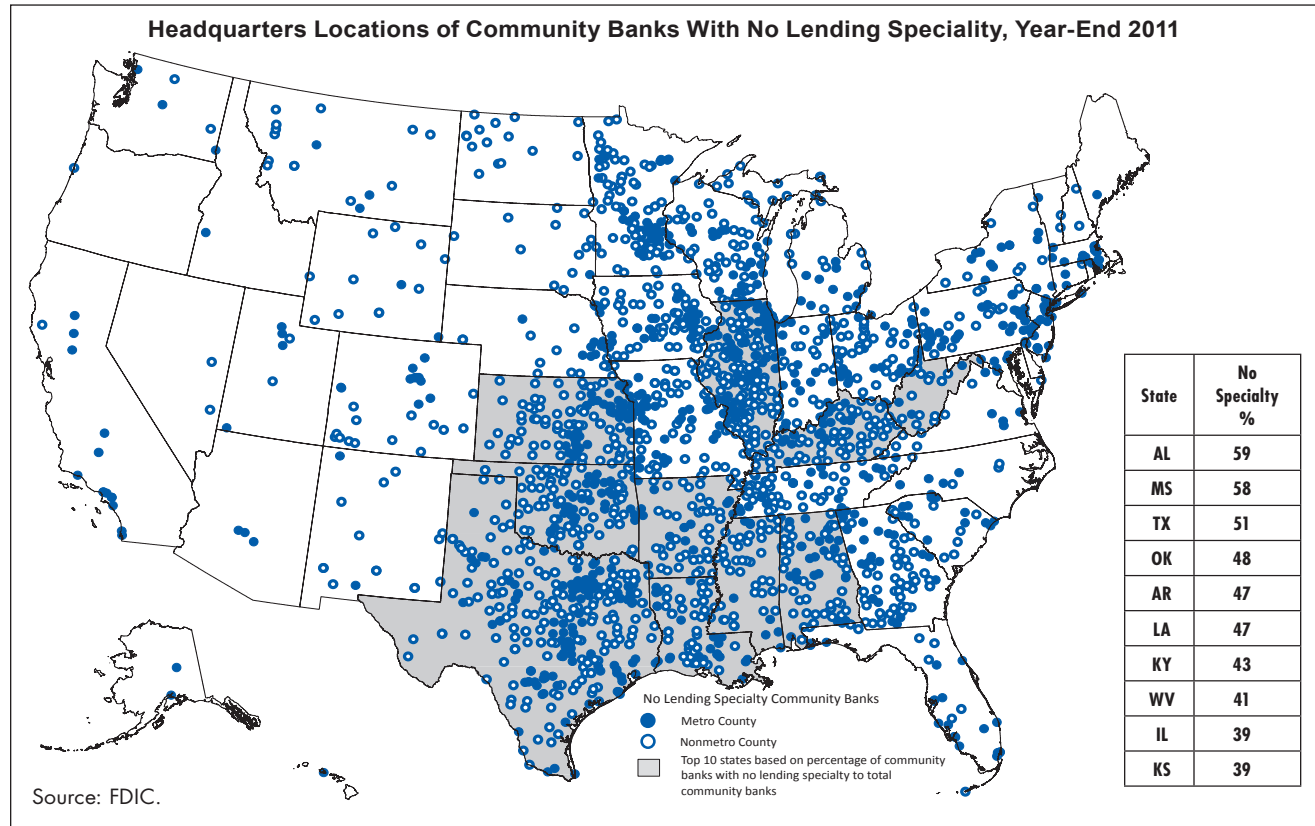 Headquarters Locations of Community Banks With No Lending Speciality, Year-End 2011
State No
Specialty
%
AL 59
MS 58
TX 51
OK 48
AR 47
LA 47
KY 43
WV 41
IL 39
KS 39
No Lending Specialty Community Banks
Metro County
Nonmetro County
Top 10 states based on percentage of community
banks with no lending specialty to total
community banks
Source: FDIC.